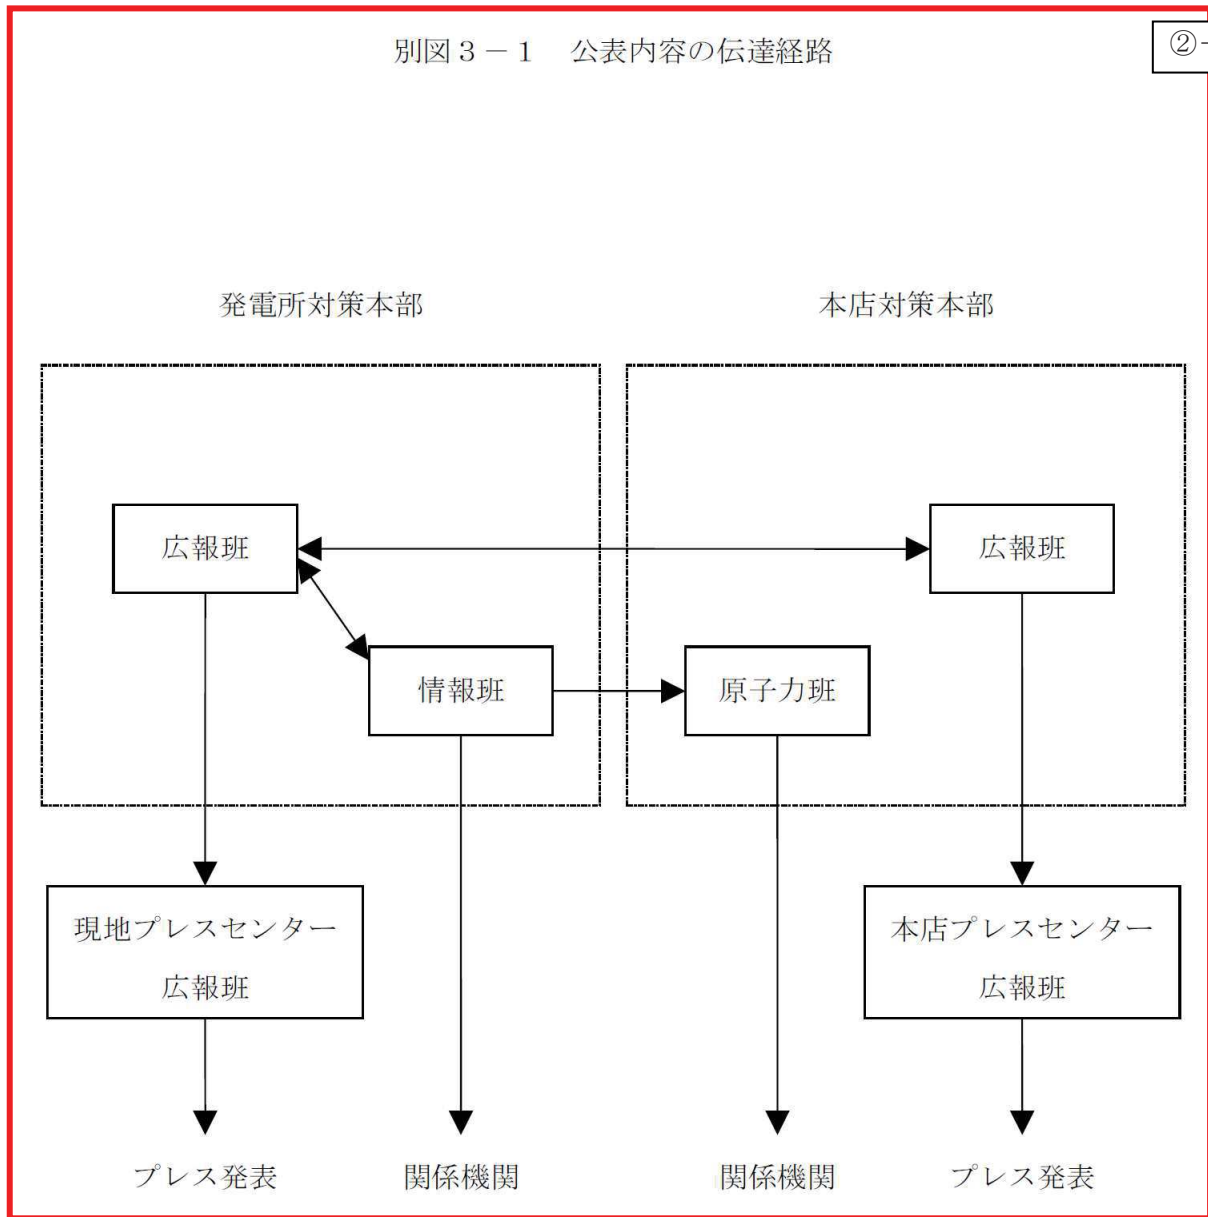 別図３－１　公表内容の伝達経路
②-
発電所対策本部
本店対策本部
広報班
広報班
情報班
原子力班
現地プレスセンター
広報班
本店プレスセンター
広報班
プレス発表
関係機関
関係機関
プレス発表